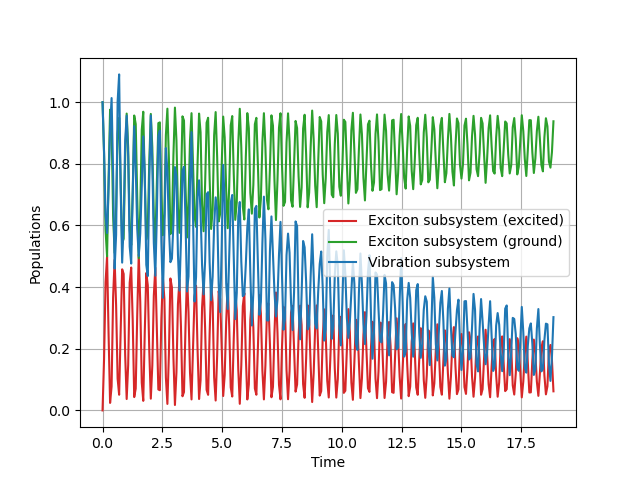 Populations
1.0
0.8
0.6
0.4
0.2
0.0
Exciton subsystem (excited)
Exciton subsystem (ground)
Vibration subsystem
0.0 2.5 5.0 7.5 10.0 12.5 15.0 17.5
Time